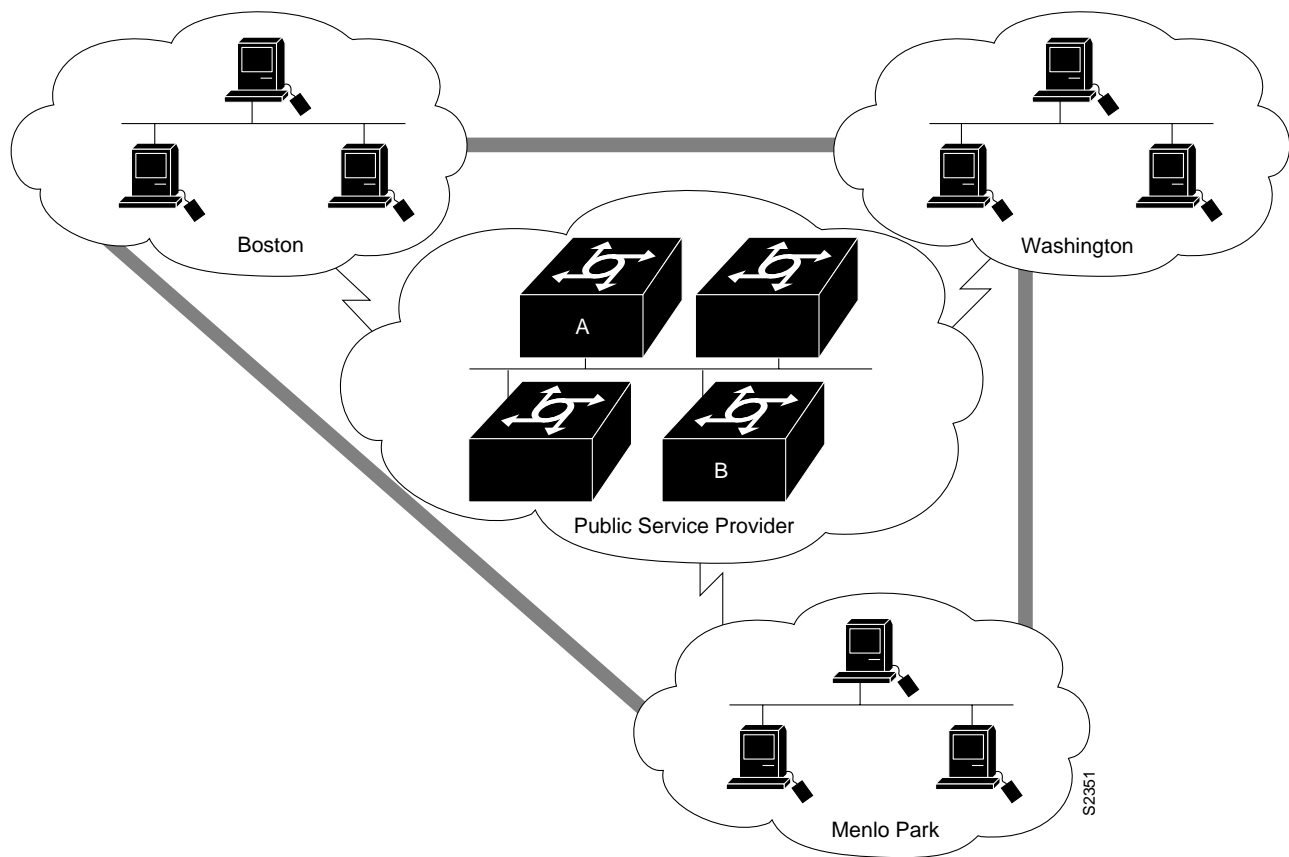 Boston
Washington
A
B
Public Service Provider
Menlo Park
S2351